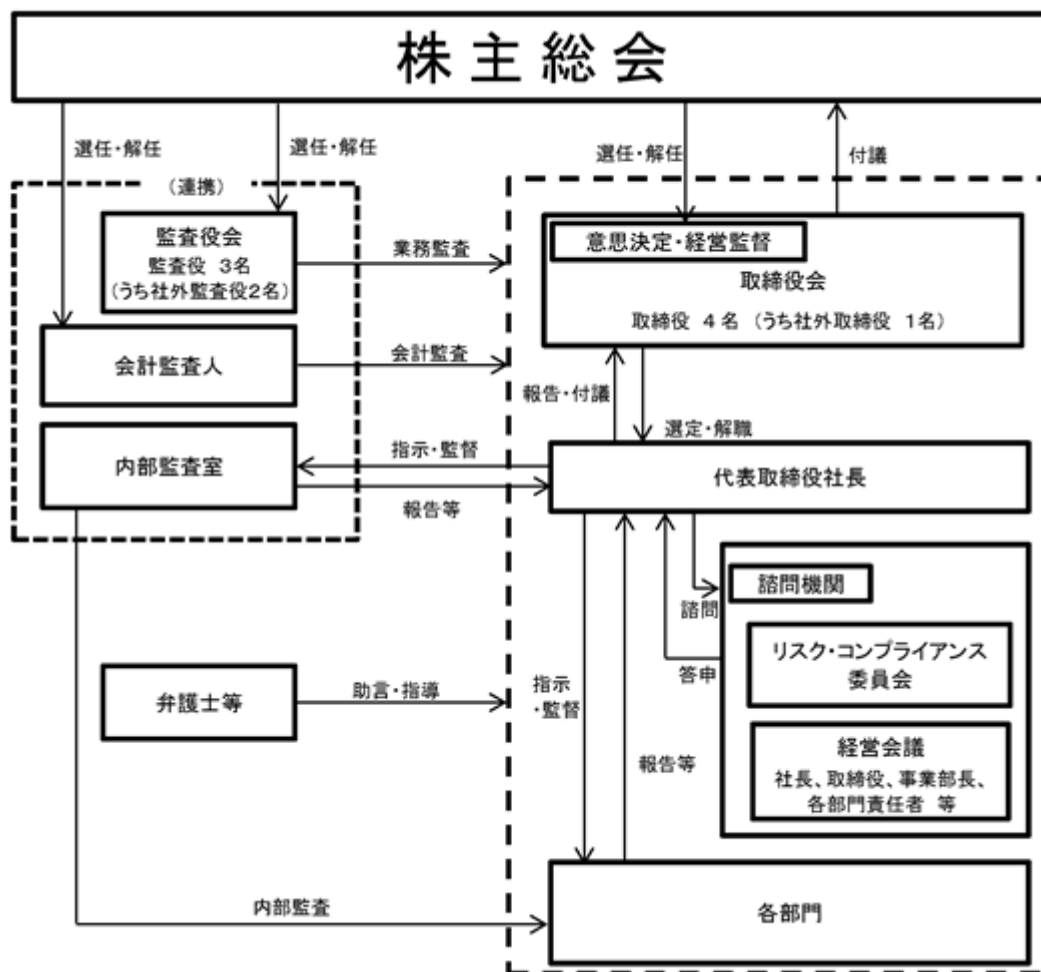 株主総会
選任・解任
選任・解任
選任・解任
付議
（連携）
監査役会
監査役 3名
(うち社外監査役2名)
業務監査
意思決定・経営監督
取締役会
取締役 4名 (うち社外取締役 1名)
会計監査人
会計監査
報告・付議
選定・解職
内部監査室
指示・監督
報告等
代表取締役社長
諮問機関
諮問
リスク・コンプライアンス
委員会
答申
弁護士等
助言・指導
指示
・監督
報告等
経営会議
社長、取締役、事業部長、
各部門責任者 等
内部監査
各部門